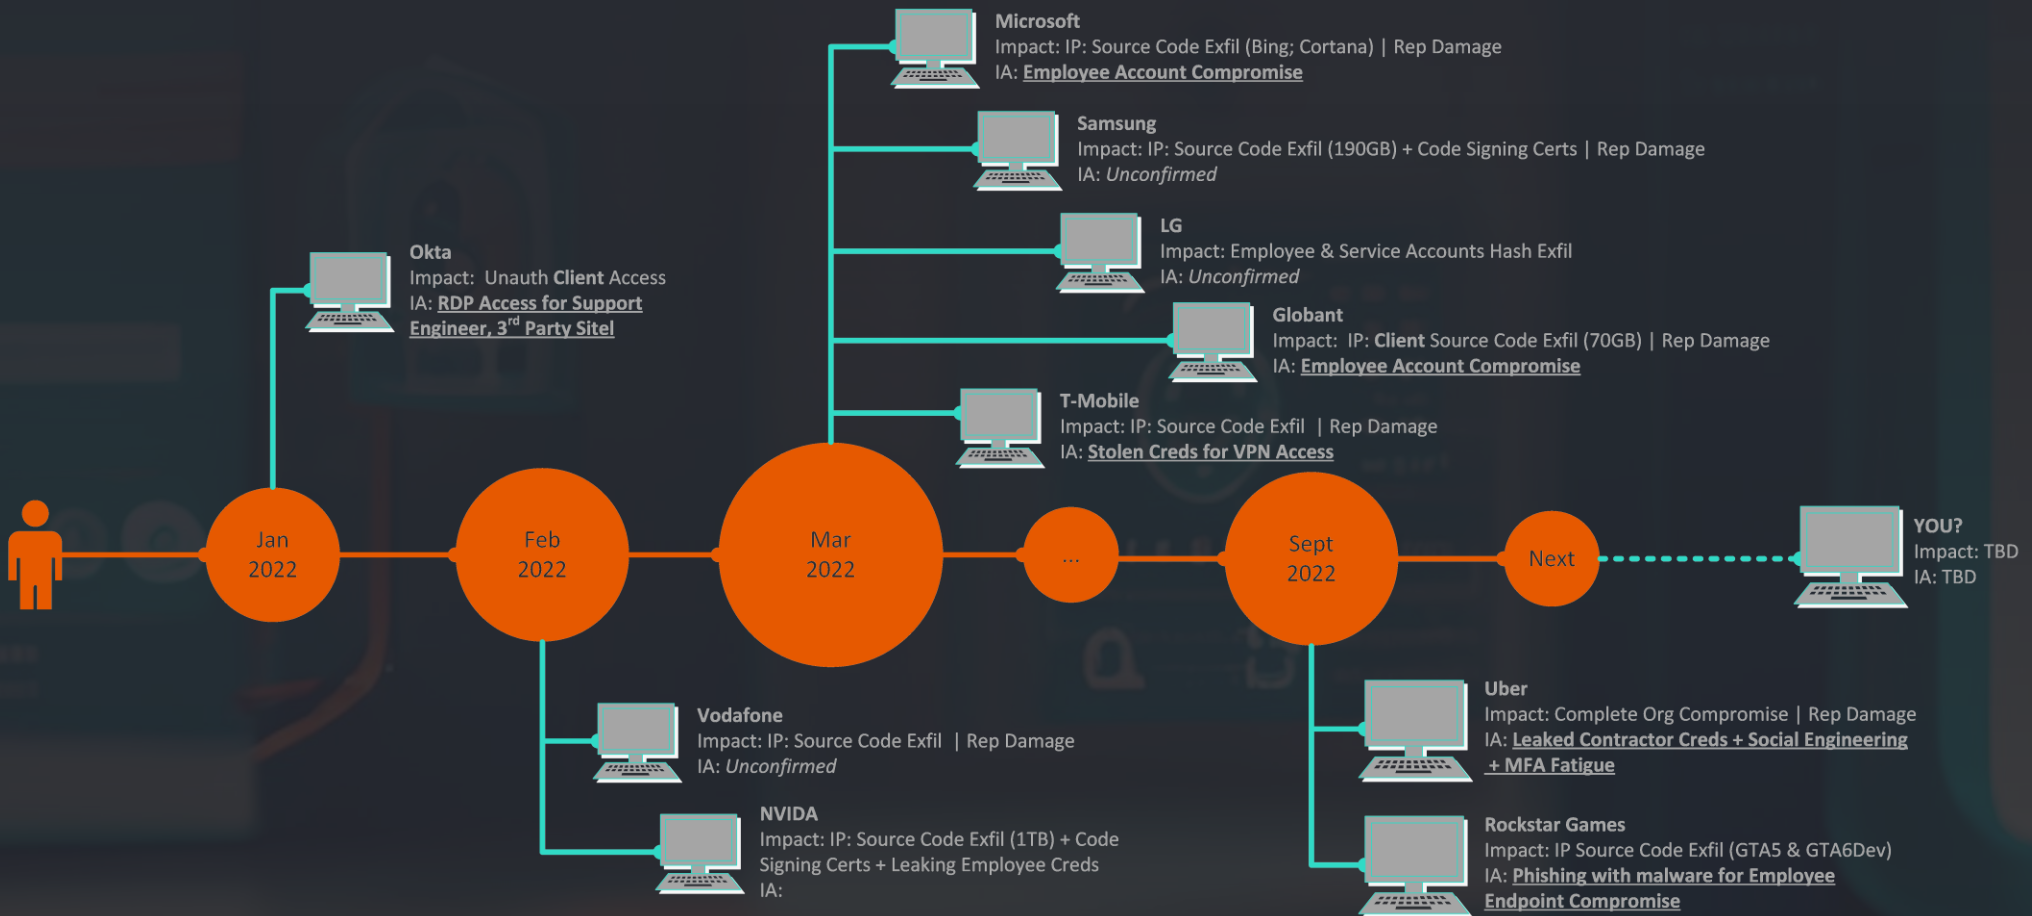 Microsoft
Impact: IP: Source Code Exfil (Bing; Cortana) | Rep Damage
IA: Employee Account Compromise
Samsung
Impact: IP: Source Code Exfil (190GB) + Code Signing Certs | Rep Damage
IA: Unconfirmed
LG
Impact: Employee & Service Accounts Hash Exfil
IA: Unconfirmed
Globant
Impact: IP: Client Source Code Exfil (70GB) | Rep Damage
IA: Employee Account Compromise
T-Mobile
Impact: IP: Source Code Exfil | Rep Damage
IA: Stolen Creds for VPN Access
Okta
Impact: Unauth Client Access
IA: RDP Access for Support
Engineer, 3rd Party Sitel
Jan
2022
Feb
2022
Mar
2022
...
Sept
2022
Next
YOU?
Impact: TBD
IA: TBD
Vodafone
Impact: IP: Source Code Exfil | Rep Damage
IA: Unconfirmed
NVIDA
Impact: IP: Source Code Exfil (1TB) + Code
Signing Certs + Leaking Employee Creds
IA:
Uber
Impact: Complete Org Compromise | Rep Damage
IA: Leaked Contractor Creds + Social Engineering
+ MFA Fatigue
Rockstar Games
Impact: IP Source Code Exfil (GTA5 & GTA6Dev)
IA: Phishing with malware for Employee
Endpoint Compromise